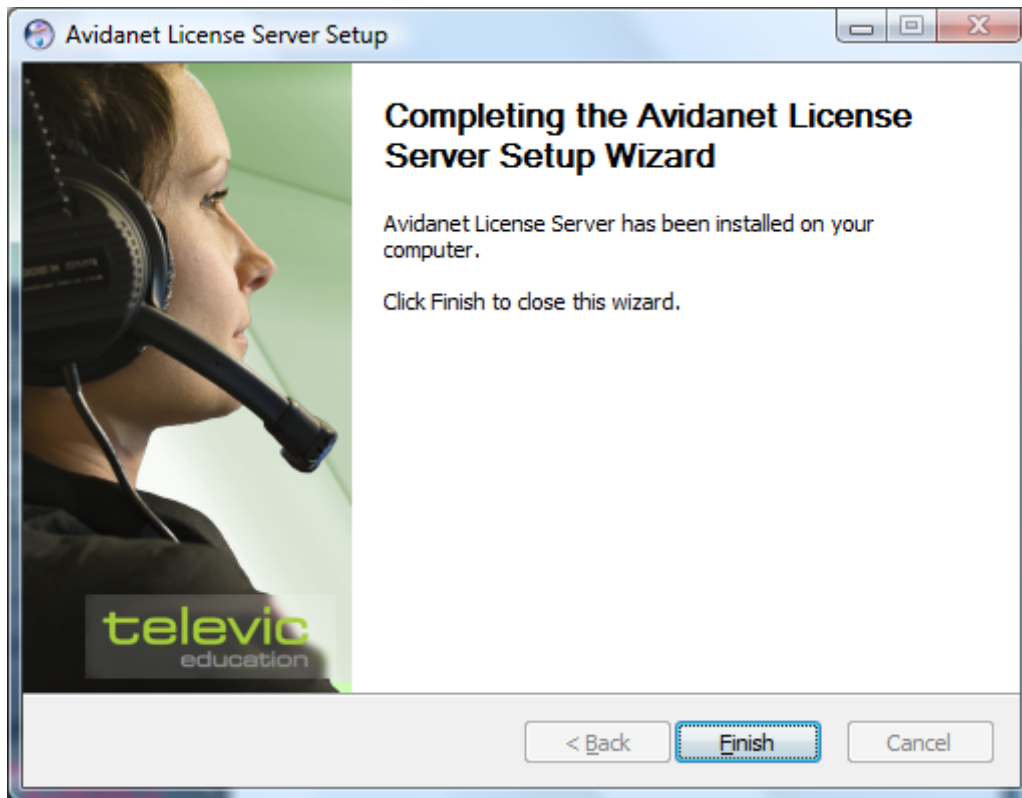 Avidanet License Server Setup
Completing the Avidanet License
Server Setup Wizard
Avidanet License Server has been installed on your
computer.
Click Finish to close this wizard.
televic
education
< Back
Finish
Cancel